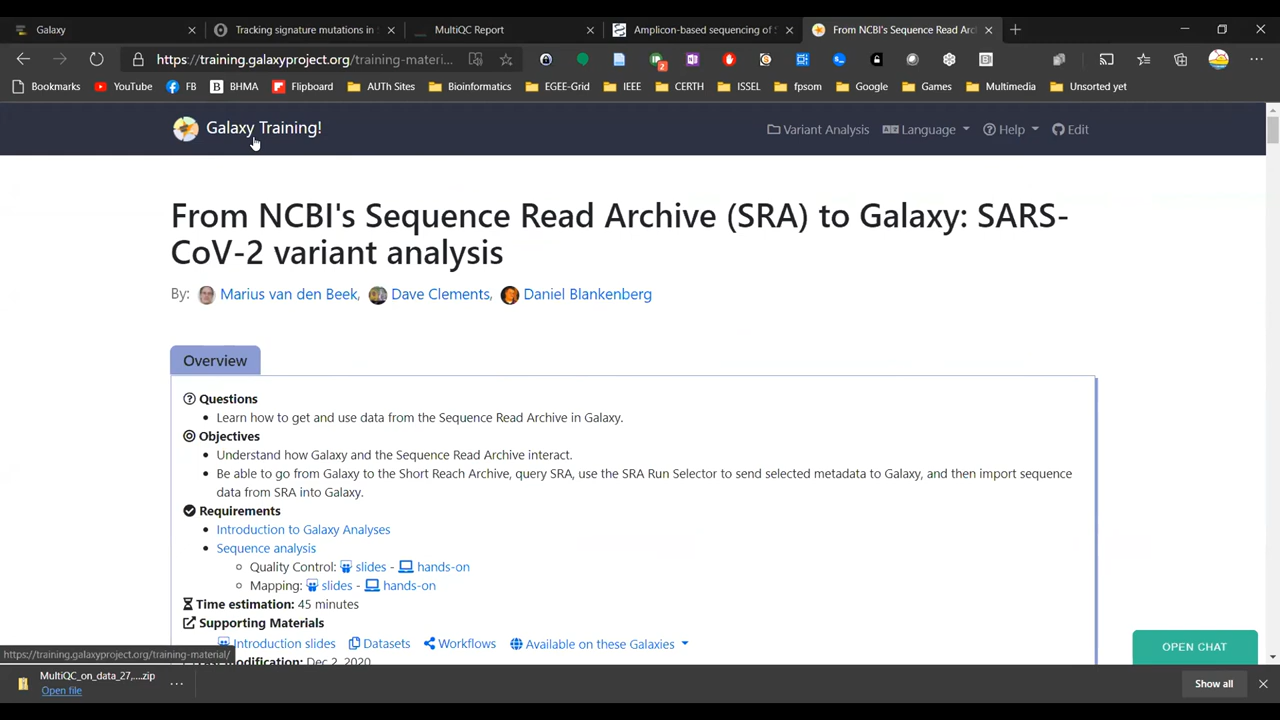 Galaxy
Tracking signature mutations in
MultiQC Report
Amplicon-based sequencing of S
From NCBI's Sequence Read Arc
https://training.galaxyproject.org/training-materi...
2
Bookmarks
YouTube
FB
BHMA
Flipboard
AUTh Sites
Bioinformatics
EGEE-Grid
IEEE
CERTH
ISSEL
fpsom
Google
Games
Multimedia
Unsorted yet
Galaxy Training!
Variant Analysis
Language
Help
Edit
From NCBI's Sequence Read Archive (SRA) to Galaxy: SARS-
CoV-2 variant analysis
By: Marius van den Beek, Dave Clements, Daniel Blankenberg
Overview
Questions
• Learn how to get and use data from the Sequence Read Archive in Galaxy.
Objectives
• Understand how Galaxy and the Sequence Read Archive interact.
• Be able to go from Galaxy to the Short Reach Archive, query SRA, use the SRA Run Selector to send selected metadata to Galaxy, and then import sequence
data from SRA into Galaxy.
Requirements
• Introduction to Galaxy Analyses
• Sequence analysis
Quality Control: slides - hands-on
Mapping: slides - hands-on
Time estimation: 45 minutes
Supporting Materials
Introduction slides Datasets Workflows Available on these Galaxies
modification: Dec 2, 2020
https://training.galaxyproject.org/training-material/
OPEN CHAT
MultiQC_on_data_27,....zip
Open file
Show all